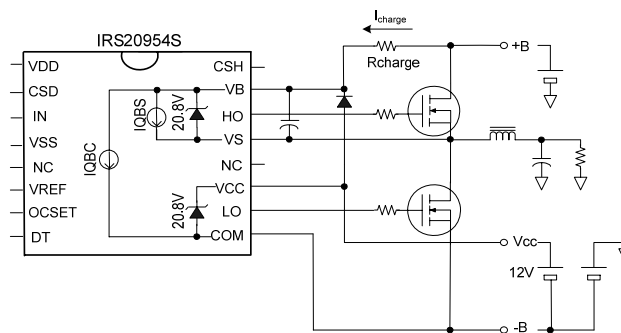 IRS20954S
VDD
CSD
IN
VSS
NC
VREF
OCSET
DT
CSH
VB
HO
VS
NC
VCC
LO
COM
IQBS
20.8V
IQBC
20.8V
Icharge
Rcharge
+B
Vcc
12V
-B